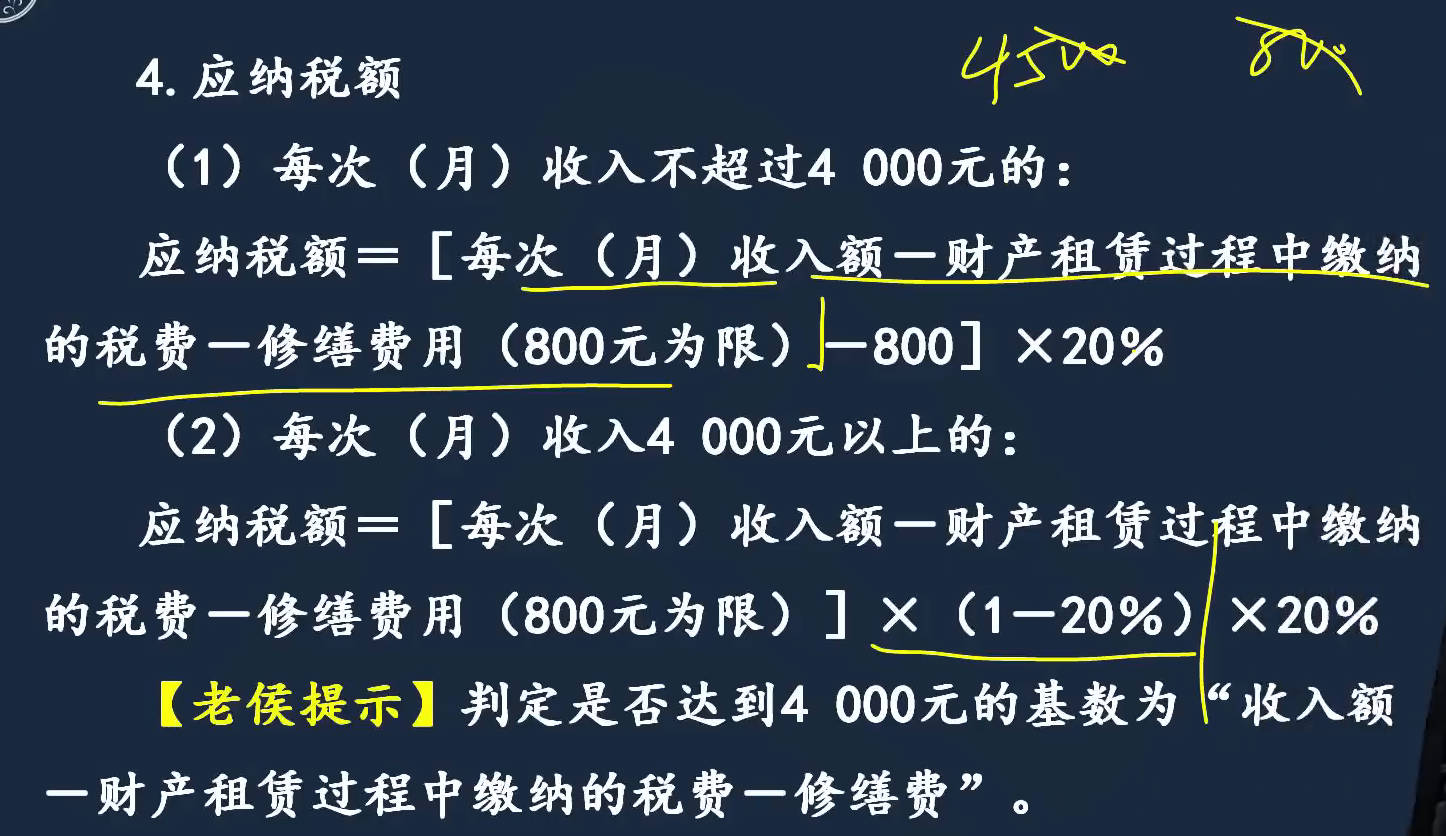 4500 800
4.应纳税额
（1）每次（月）收入不超过4 000元的：
应纳税额＝［每次（月）收入额－财产租赁过程中缴纳
的税费－修缮费用（800元为限）－800］×20%
（2）每次（月）收入4 000元以上的：
应纳税额＝［每次（月）收入额－财产租赁过程中缴纳
的税费－修缮费用（800元为限）］×（1－20%）×20%
【老侯提示】判定是否达到4 000元的基数为“收入额
－财产租赁过程中缴纳的税费－修缮费”。